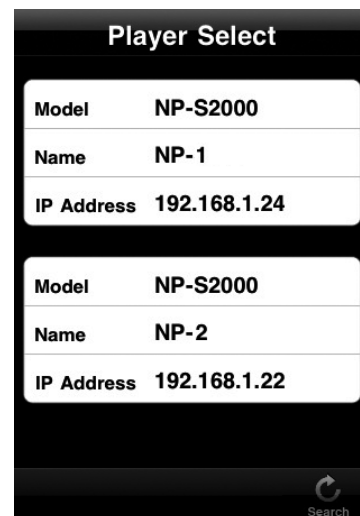 Player Select
Model NP-S2000
Name NP-1
IP Address 192.168.1.24
Model NP-S2000
Name NP-2
IP Address 192.168.1.22
Search